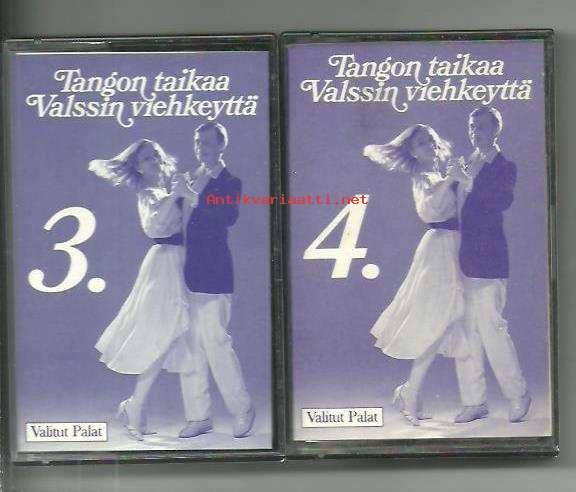 Tangon taikaa
Valssin viehkeyttä
3.
Valitut Palat
Tangon taikaa
Valssin viehkeyttä
4.
Valitut Palat
Antikvariaatti.net